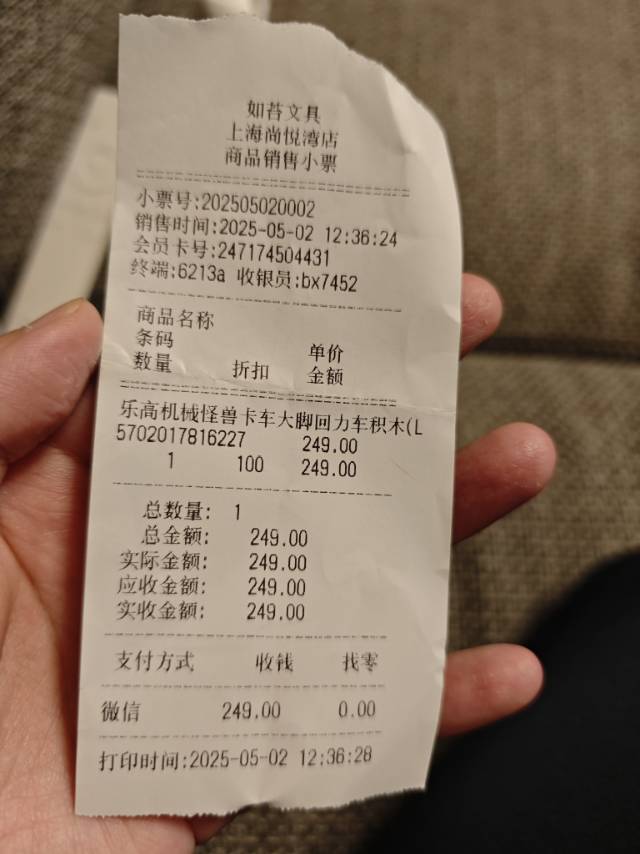 如苔文具
上海尚悦湾店
商品销售小票
小票号:202505020002
销售时间:2025-05-02 12:36:24
会员卡号:247174504431
终端:6213a 收银员:bx7452
商品名称
条码 单价
数量 折扣 金额
乐高机械怪兽卡车大脚回力车积木(L
5702017816227 249.00
1 100 249.00
总数量: 1
总金额: 249.00
实际金额: 249.00
应收金额: 249.00
实收金额: 249.00
支付方式 收钱 找零
微信 249.00 0.00
打印时间:2025-05-02 12:36:28